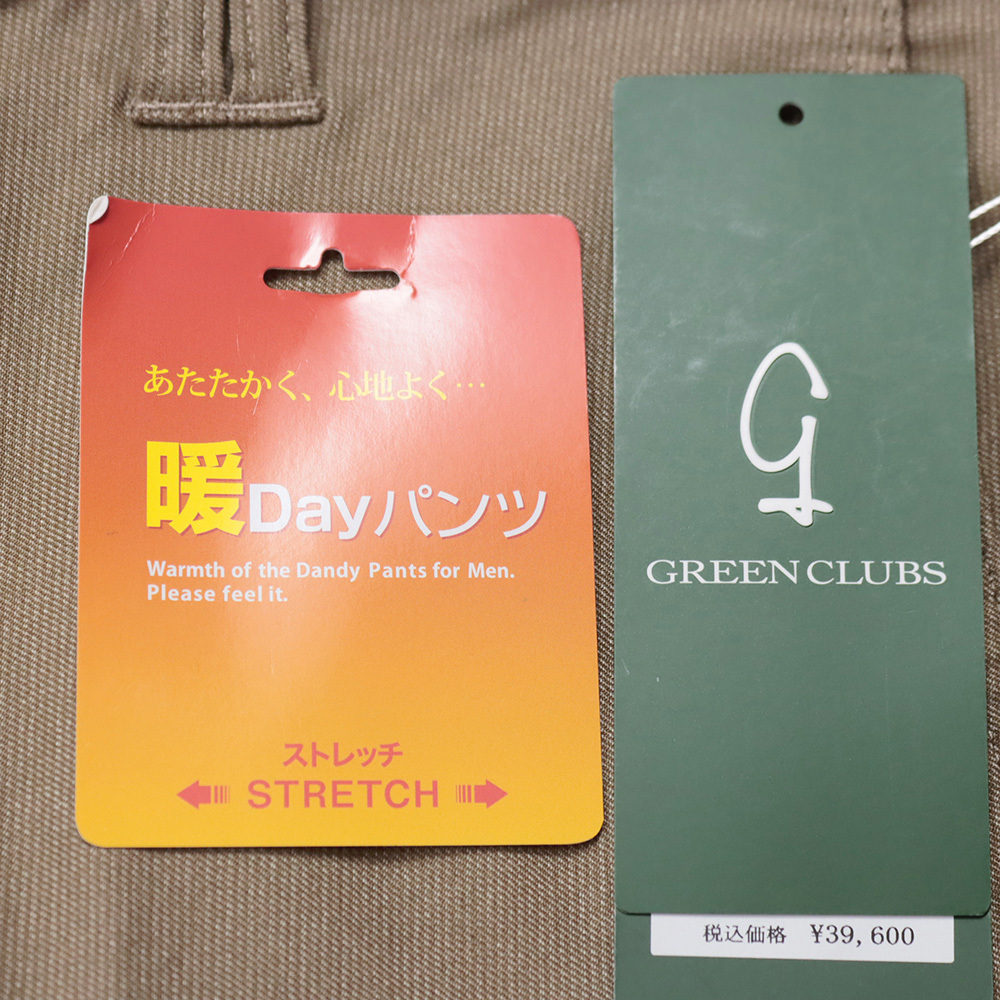 あたたかく、心地よく…
暖Dayパンツ
Warmth of the Dandy Pants for Men.
Please feel it.
ストレッチ
STRETCH
G
GREEN CLUBS
税込価格 ¥39,600